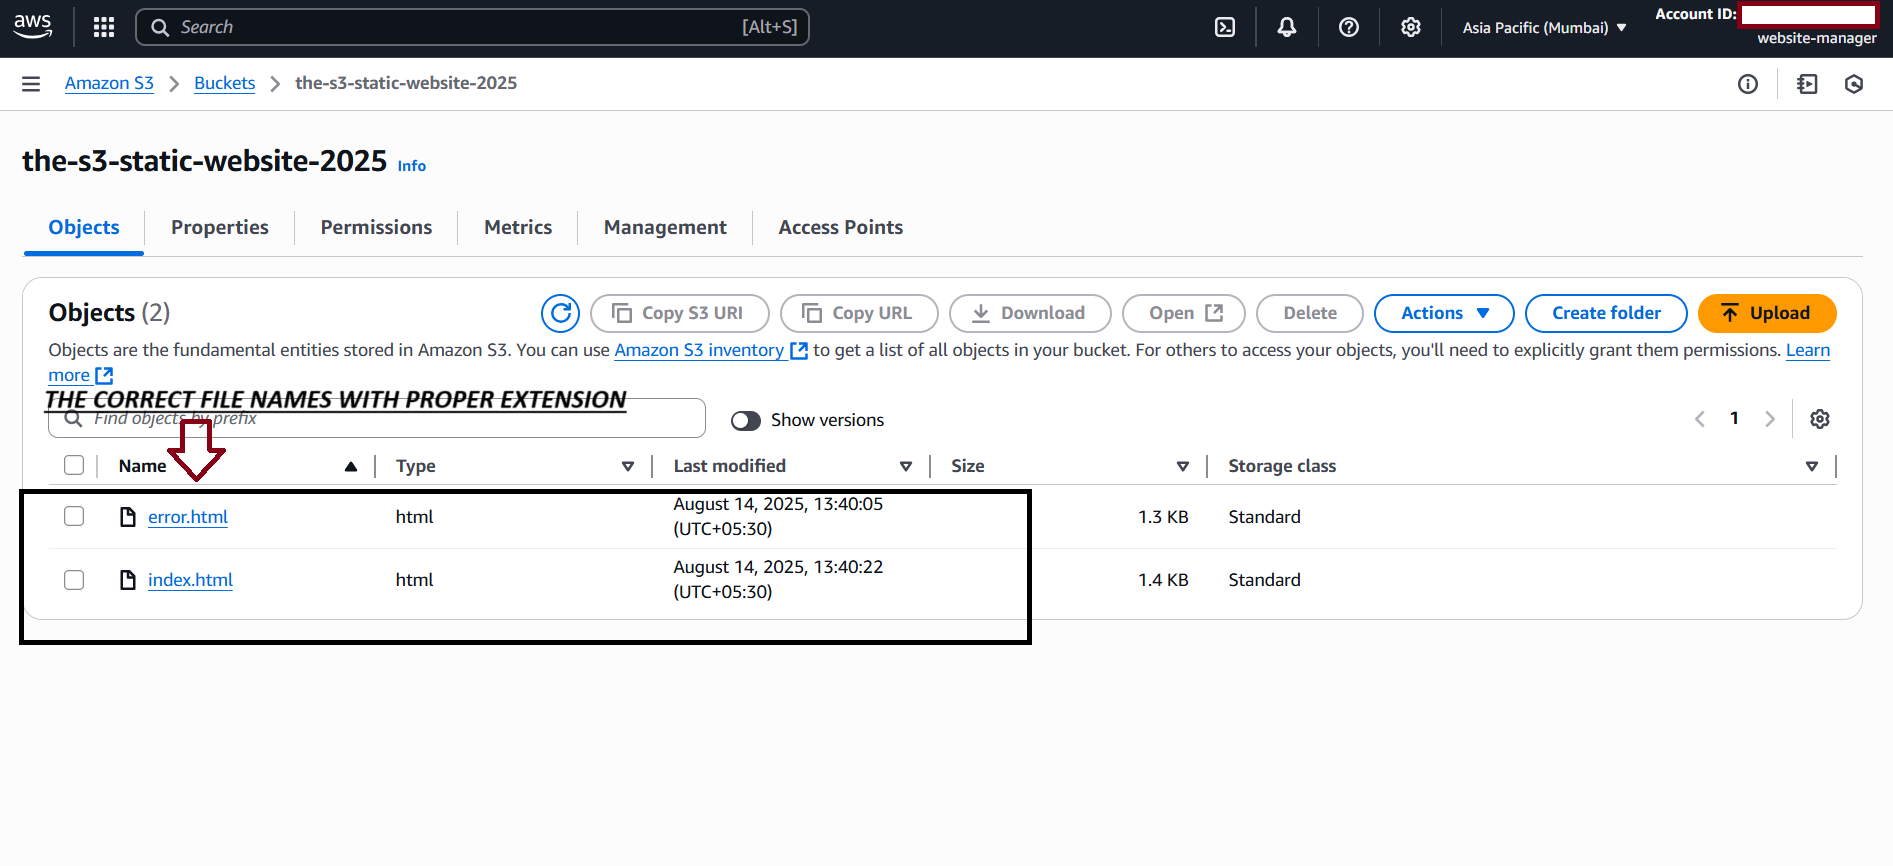 aws
Search [Alt+S]
Asia Pacific (Mumbai)
Account ID:
website-manager
Amazon S3 Buckets the-s3-static-website-2025
the-s3-static-website-2025 Info
Objects Properties Permissions Metrics Management Access Points
Objects (2) Copy S3 URI Copy URL Download Open Delete Actions Create folder Upload
Objects are the fundamental entities stored in Amazon S3. You can use Amazon S3 inventory to get a list of all objects in your bucket. For others to access your objects, you'll need to explicitly grant them permissions. Learn
more
THE CORRECT FILE NAMES WITH PROPER EXTENSION
Find objects by prefix Show versions 1
Name Type Last modified Size Storage class
error.html html August 14, 2025, 13:40:05 (UTC+05:30) 1.3 KB Standard
index.html html August 14, 2025, 13:40:22 (UTC+05:30) 1.4 KB Standard